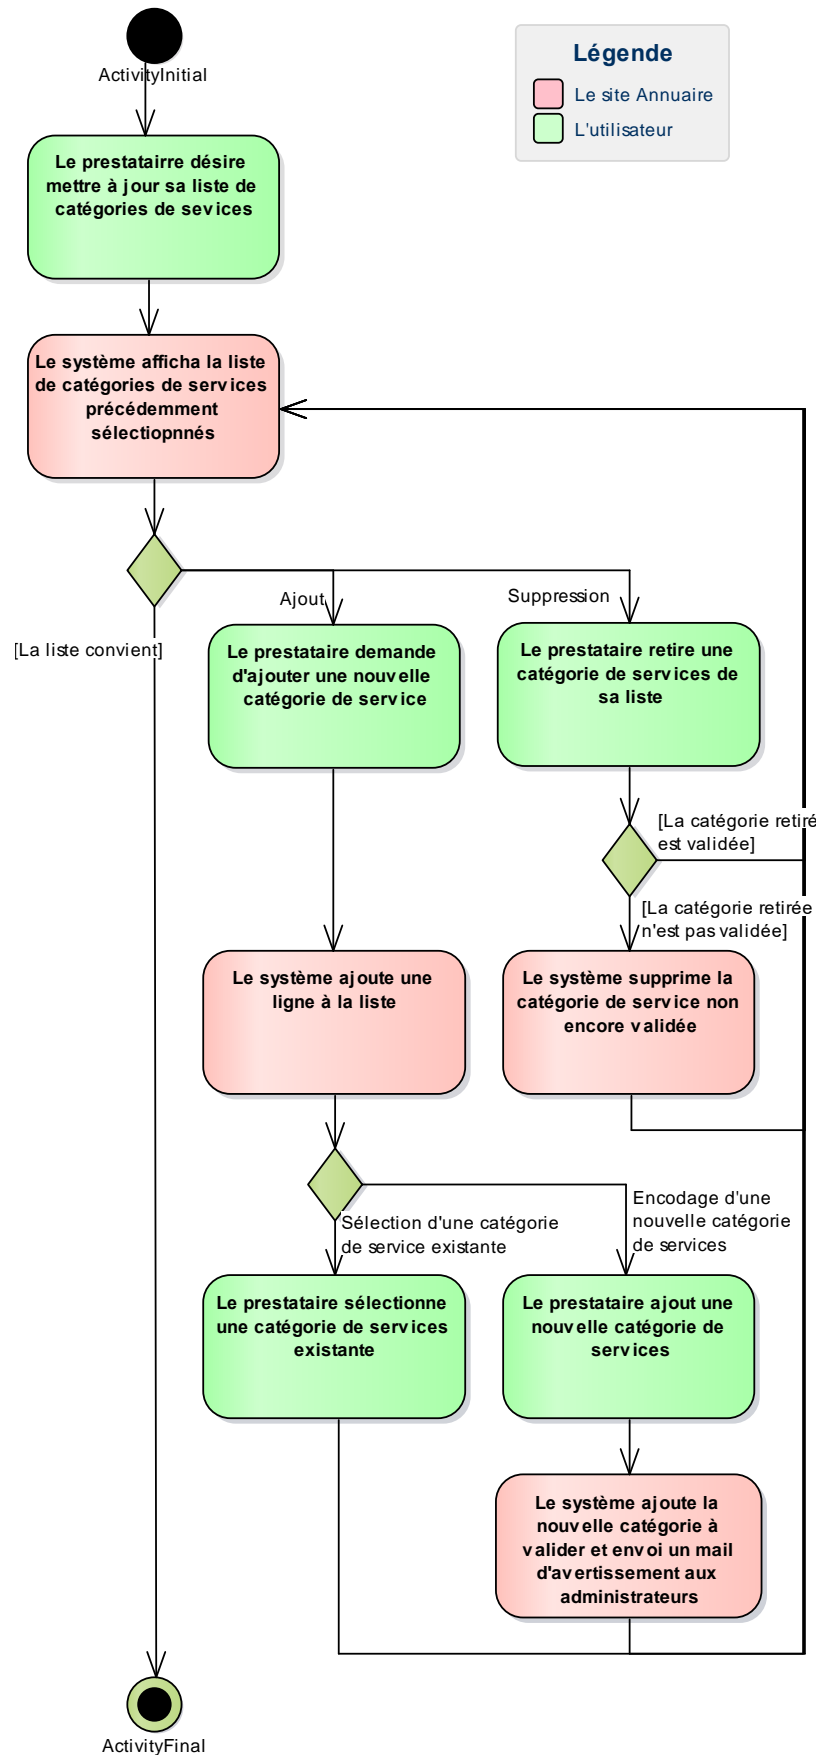 ActivityInitial
Légende
Le site Annuaire
L'utilisateur
Le prestatairre désire
mettre à jour sa liste de
catégories de sevices
Le système afficha la liste
de catégories de services
précédemment
sélectiopnnés
[La liste convient]
Ajout
Suppression
Le prestataire demande
d'ajouter une nouvelle
catégorie de service
Le prestataire retire une
catégorie de services de
sa liste
[La catégorie retiré
est validée]
[La catégorie retirée
n'est pas validée]
Le système ajoute une
ligne à la liste
Le système supprime la
catégorie de service non
encore validée
Sélection d'une catégorie
de service existante
Encodage d'une
nouvelle catégorie
de services
Le prestataire sélectionne
une catégorie de services
existante
Le prestataire ajout une
nouvelle catégorie de
services
Le système ajoute la
nouvelle catégorie à
valider et envoi un mail
d'avertissement aux
administrateurs
ActivityFinal